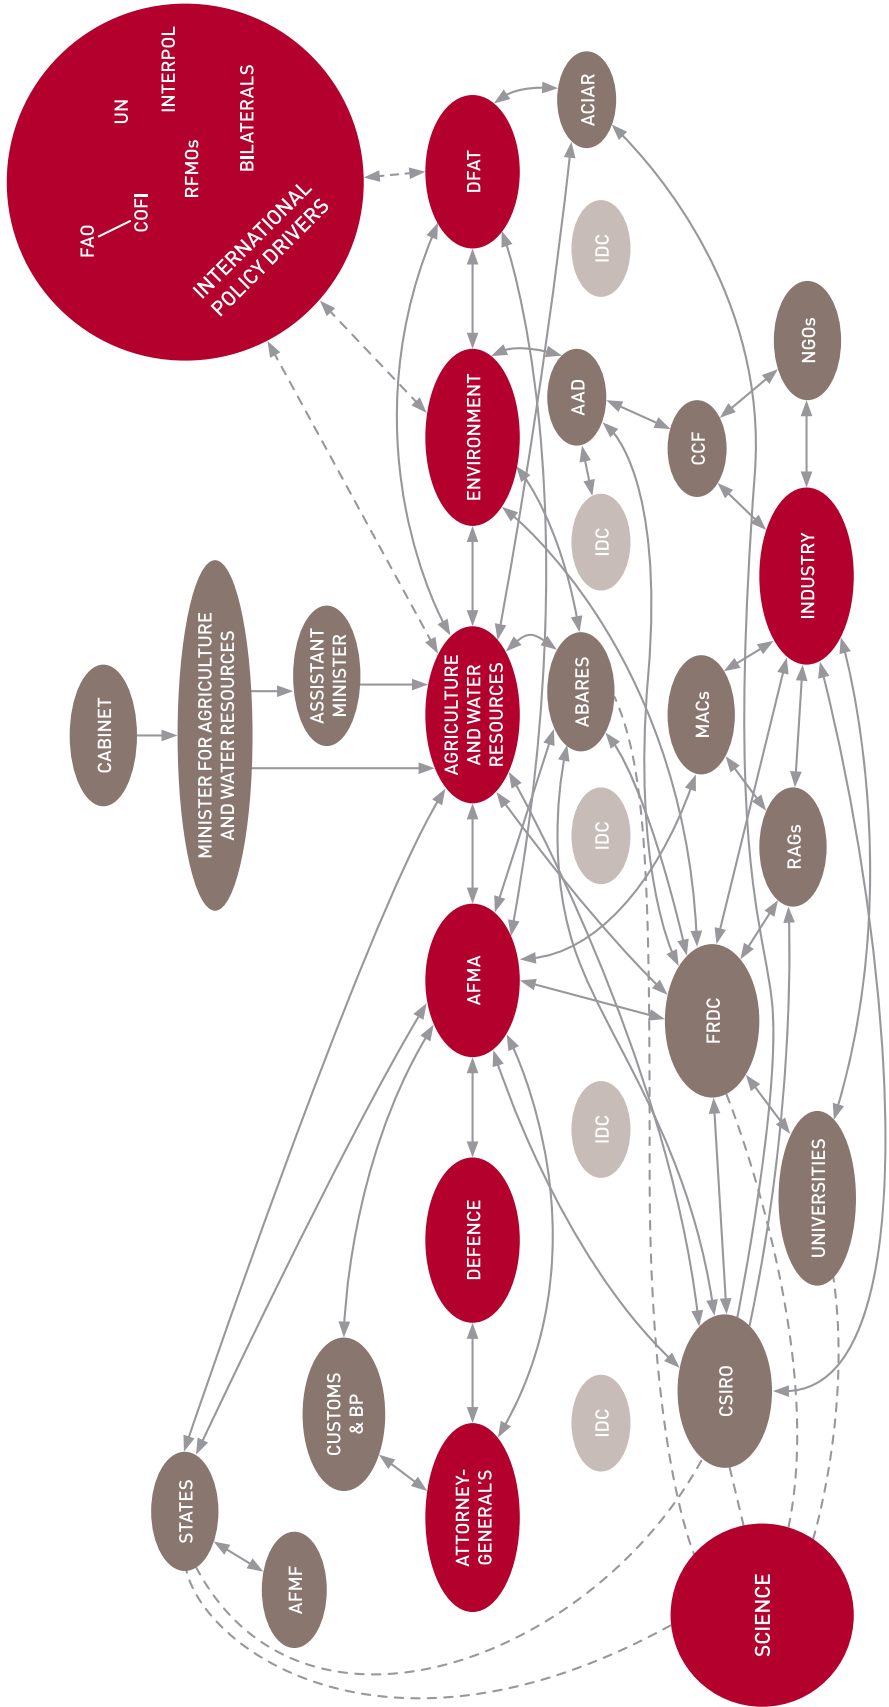 CABINET
MINISTER FOR AGRICULTURE
AND WATER RESOURCES
ASSISTANT
MINISTER
STATES
AFMF
CUSTOMS
& BP
FAO
COFI
UN
INTERPOL
RFMOs
BILATERALS
INTERNATIONAL
POLICY DRIVERS
ATTORNEY-
GENERAL'S
DEFENCE
AFMA
AGRICULTURE
AND WATER
RESOURCES
ENVIRONMENT
DFAT
IDC
IDC
IDC
ABARES
IDC
AAD
IDC
ACIAR
SCIENCE
CSIRO
FRDC
MACs
CCF
UNIVERSITIES
RAGs
INDUSTRY
NGOs